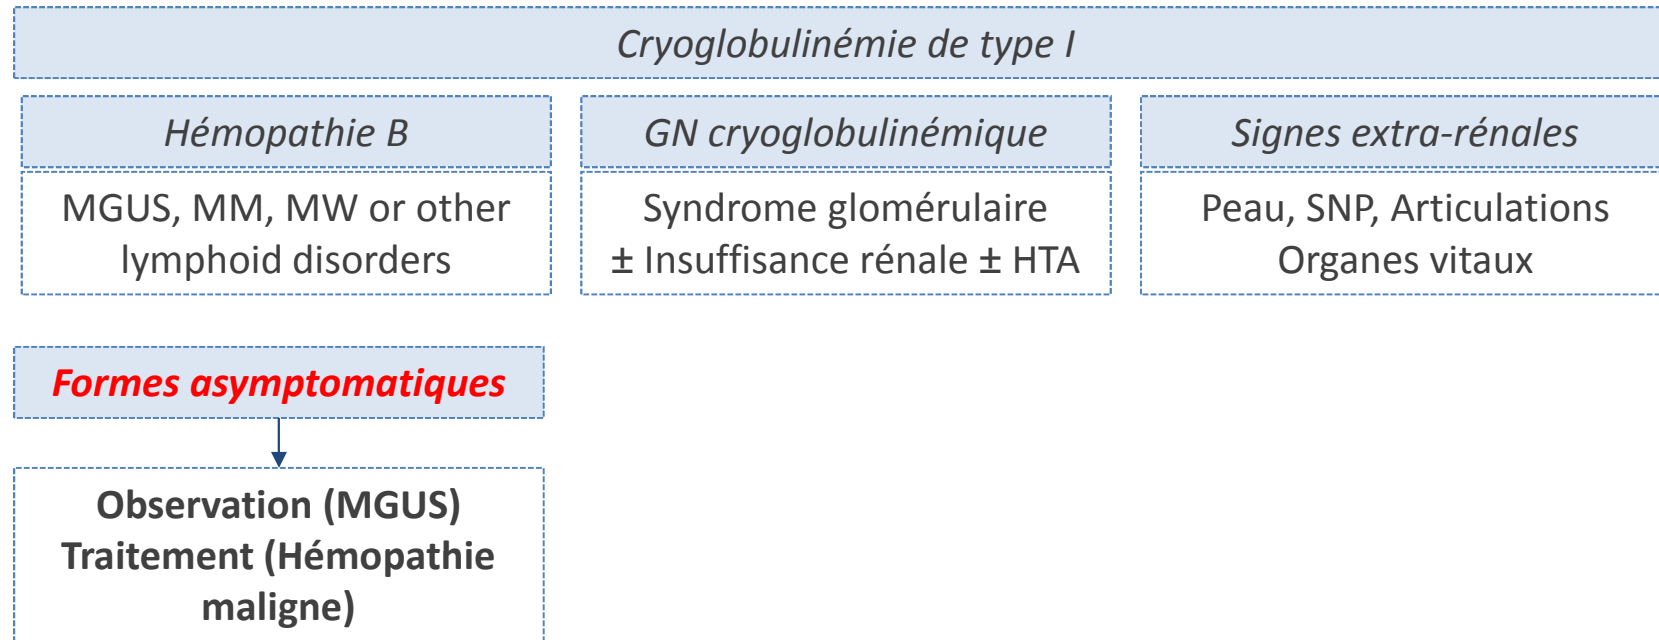 Cryoglobulinémie de type I
Hémopathie B
MGUS, MM, MW or other
lymphoid disorders
GN cryoglobulinémique
Syndrome glomérulaire
± Insuffisance rénale ± HTA
Signes extra-rénales
Peau, SNP, Articulations
Organes vitaux
Formes asymptomatiques
Observation (MGUS)
Traitement (Hémopathie
maligne)